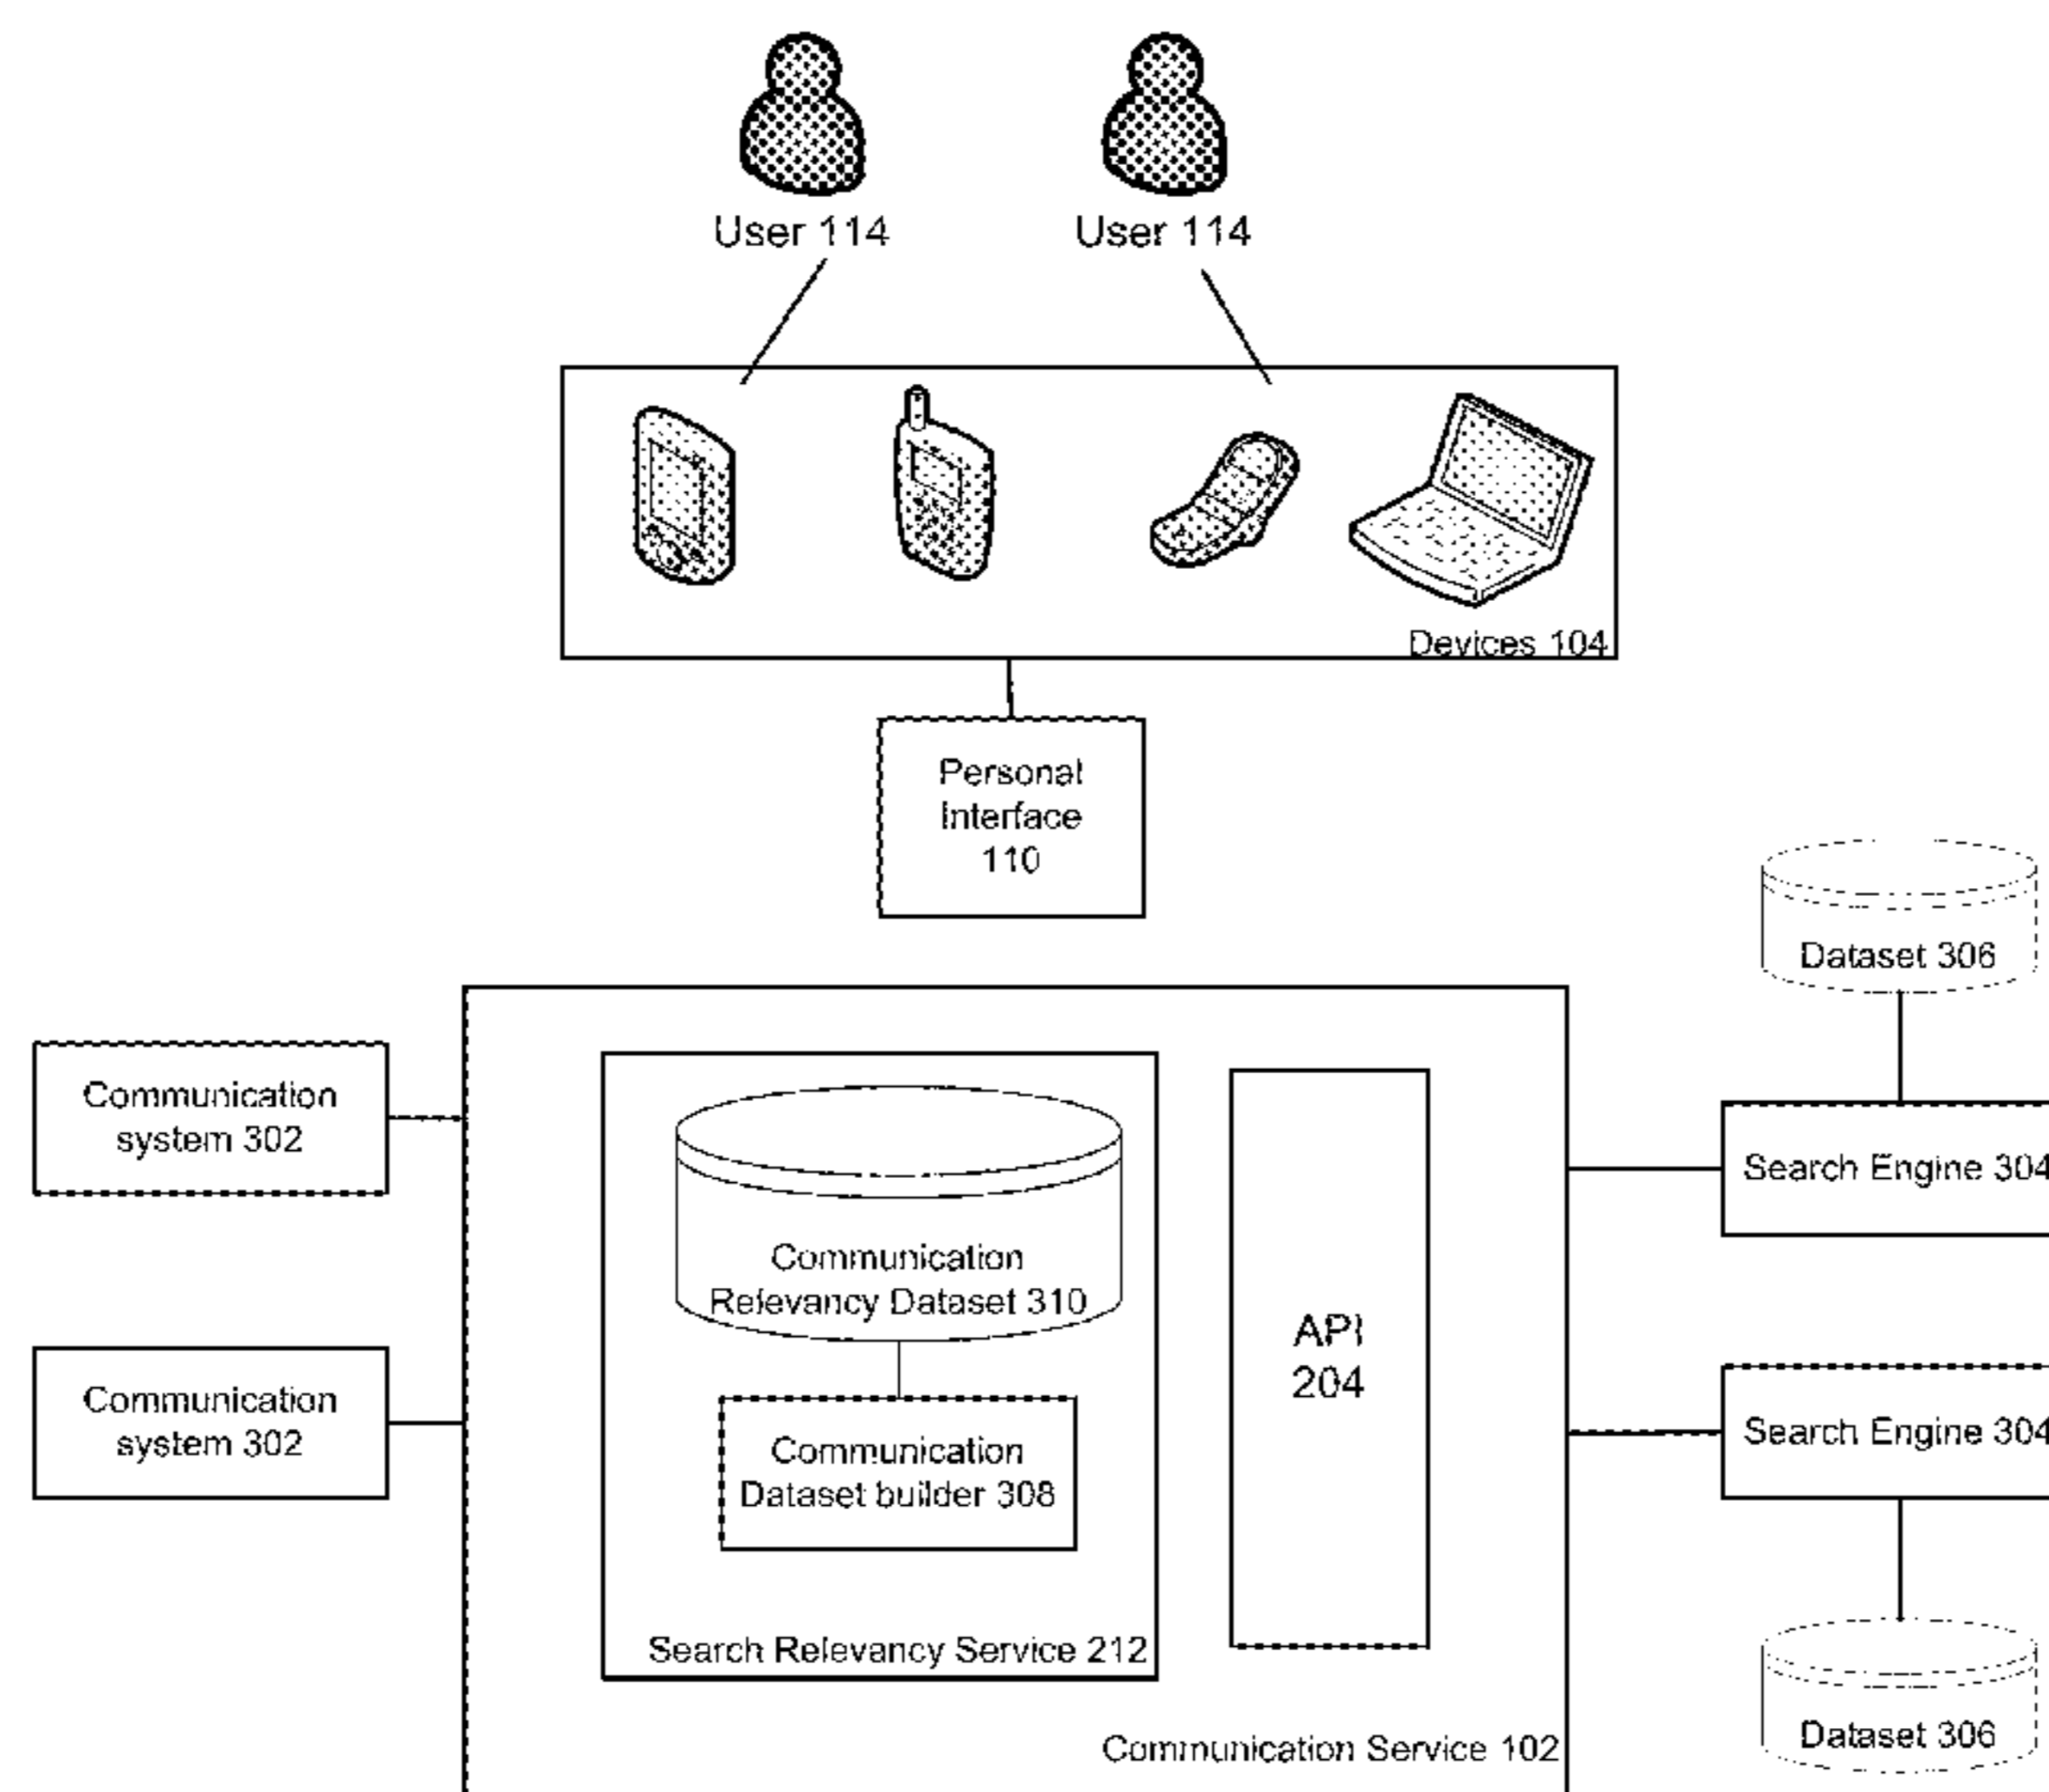 User 114
User 114
Devices 104
Personal
Interface
110
Dataset 306
Communication
system 302
Search Engine 304
Communication
Relevancy Dataset 310
API
204
Communication
system 302
Communication
Dataset builder 308
Search Engine 304
Search Relevancy Service 212
Communication Service 102
Dataset 306